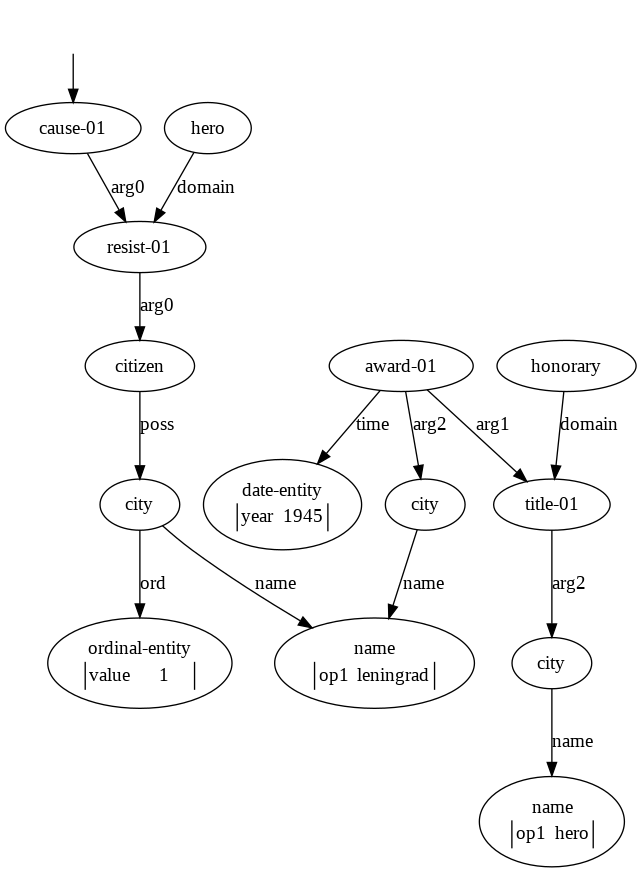 cause-01
hero
arg0
domain
resist-01
arg0
citizen
award-01
honorary
poss
time
arg2
arg1
domain
city
date-entity
year 1945
city
title-01
ord
name
name
arg2
ordinal-entity
value 1
name
op1 leningrad
city
name
name
op1 hero